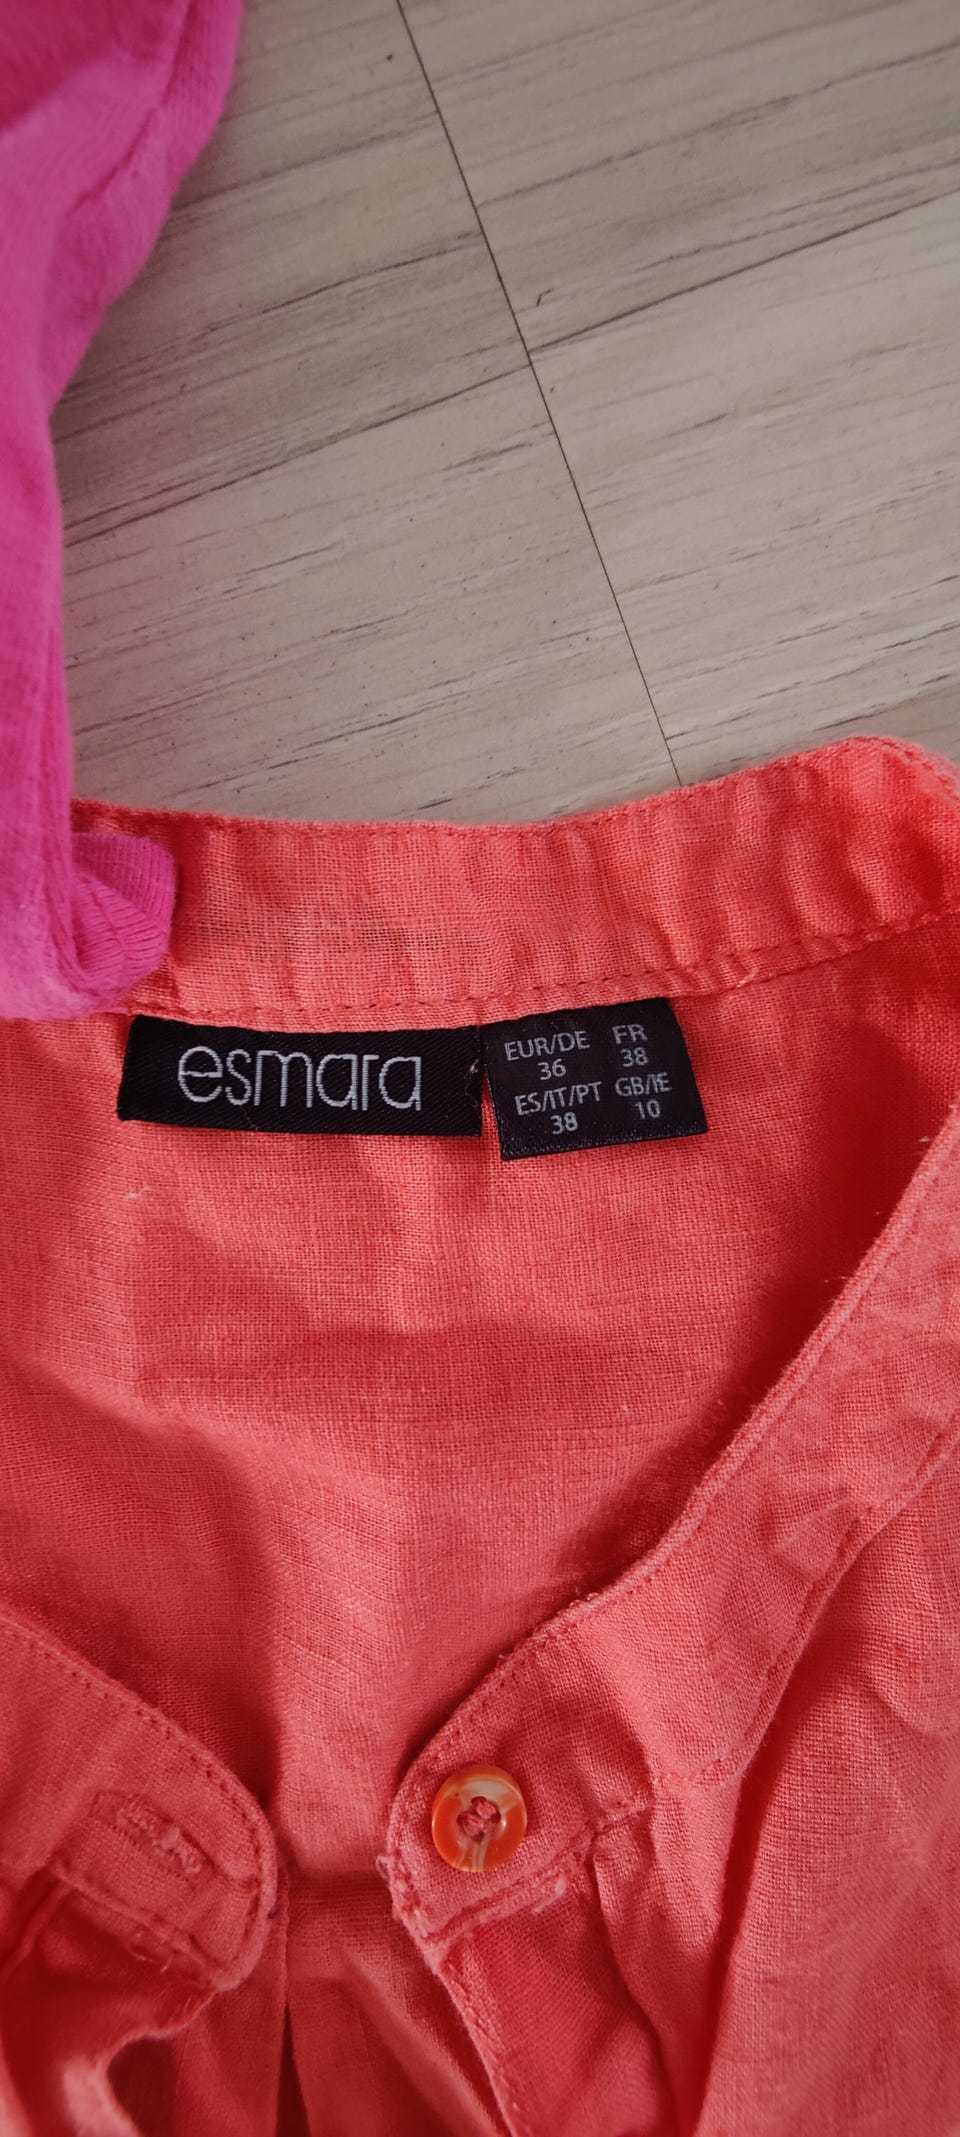 esmara
EUR/DE FR
36 38
ES/IT/PT GB/IE
38 10